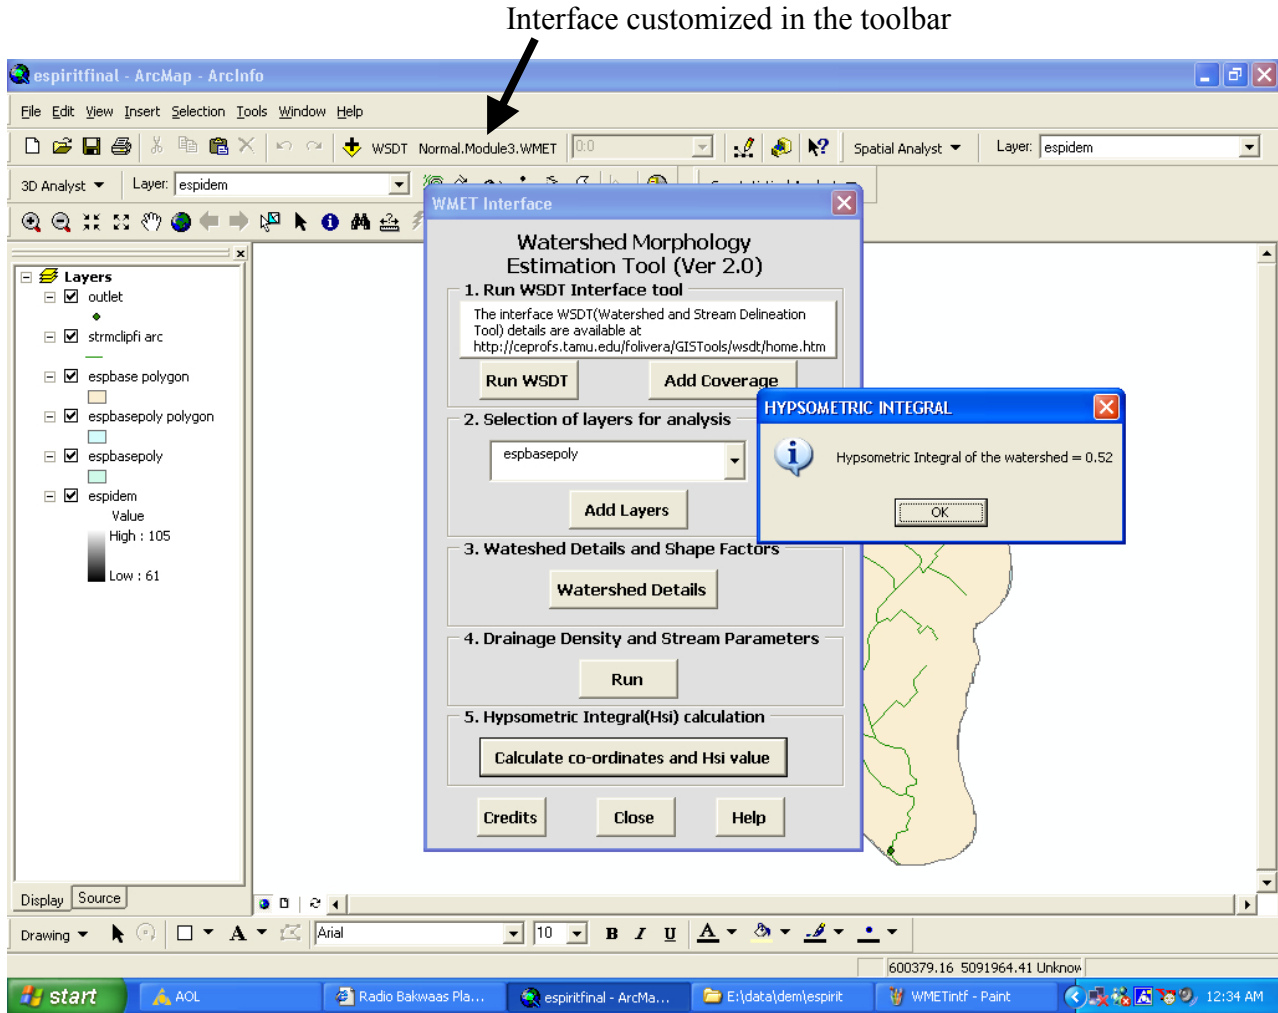 Interface customized in the toolbar
espiritfinal - ArcMap - ArcInfo
File Edit View Insert Selection Tools Window Help
WSDT Normal.Module3.WMET 0:0 Spatial Analyst Layer: espidem
3D Analyst Layer: espidem
WMET Interface
Watershed Morphology
Estimation Tool (Ver 2.0)
1. Run WSDT Interface tool
The interface WSDT(Watershed and Stream Delineation
Tool) details are available at
http://ceprofs.tamu.edu/folivera/GISTools/wsdt/home.htm
Run WSDT Add Coverage
2. Selection of layers for analysis
espbasepoly
Add Layers
3. Wateshed Details and Shape Factors
Watershed Details
4. Drainage Density and Stream Parameters
Run
5. Hypsometric Integral(Hsi) calculation
Calculate co-ordinates and Hsi value
Credits Close Help
HYPSOMETRIC INTEGRAL
Hypsometric Integral of the watershed = 0.52
OK
Layers
outlet
strmclipfi arc
espbase polygon
espbasepoly polygon
espbasepoly
espidem
Value
High : 105
Low : 61
Display Source
Drawing A Arial 10 B I U A
600379.16 5091964.41 Unknow
start AOL Radio Bakwaas Pla... espiritfinal - ArcMa... E:\data\dem\espirit WMETintf - Paint 12:34 AM